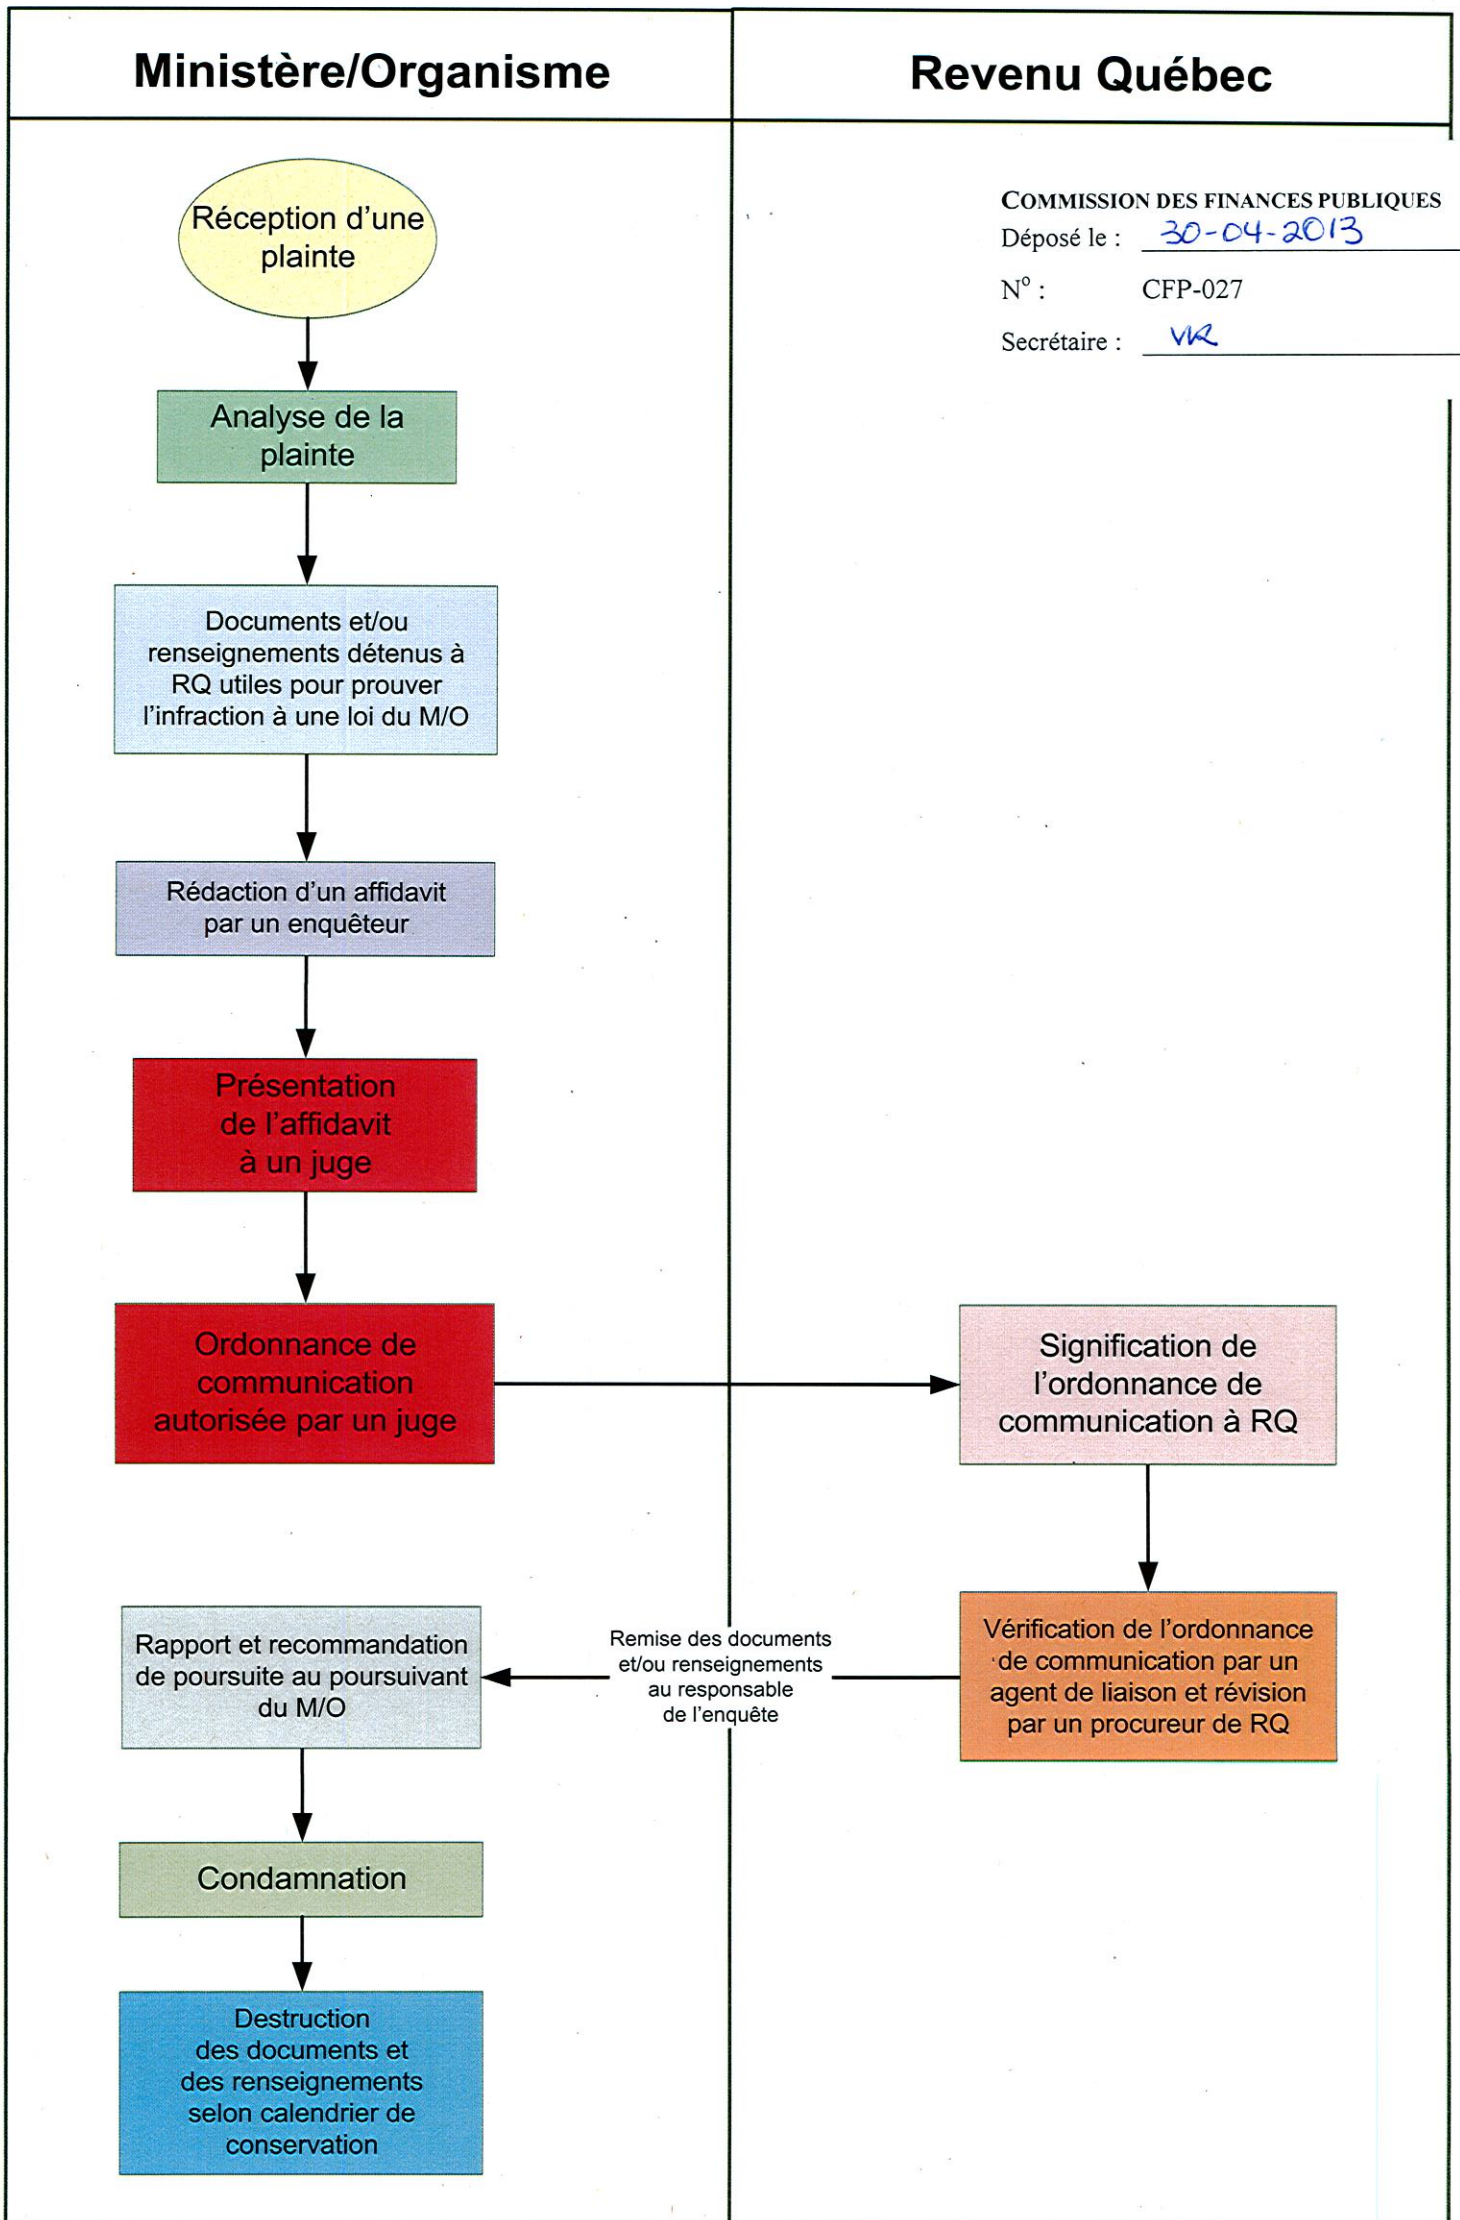 Ministère/Organisme
Revenu Québec
COMMISSION DES FINANCES PUBLIQUES
Déposé le : 30-04-2013
Nº : CFP-027
Secrétaire : VR
Réception d'une
plainte
Analyse de la
plainte
Documents et/ou
renseignements détenus à
RQ utiles pour prouver
l'infraction à une loi du M/O
Rédaction d'un affidavit
par un enquêteur
Présentation
de l'affidavit
à un juge
Ordonnance de
communication
autorisée par un juge
Signification de
l'ordonnance de
communication à RQ
Vérification de l'ordonnance
de communication par un
agent de liaison et révision
par un procureur de RQ
Remise des documents
et/ou renseignements
au responsable
de l'enquête
Rapport et recommandation
de poursuite au poursuivant
du M/O
Condamnation
Destruction
des documents et
des renseignements
selon calendrier de
conservation